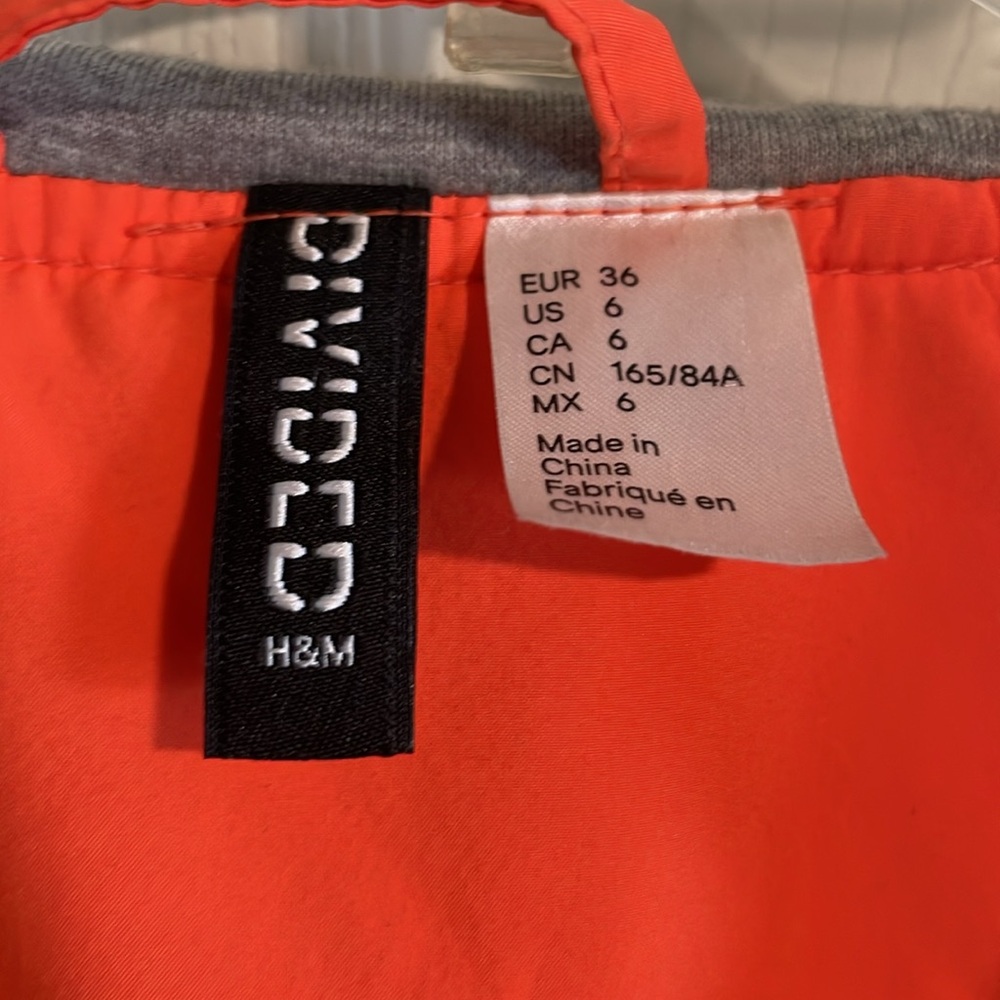 DIVIDED
H&M
EUR 36
US 6
CA 6
CN 165/84A
MX 6
Made in
China
Fabriqué en
Chine